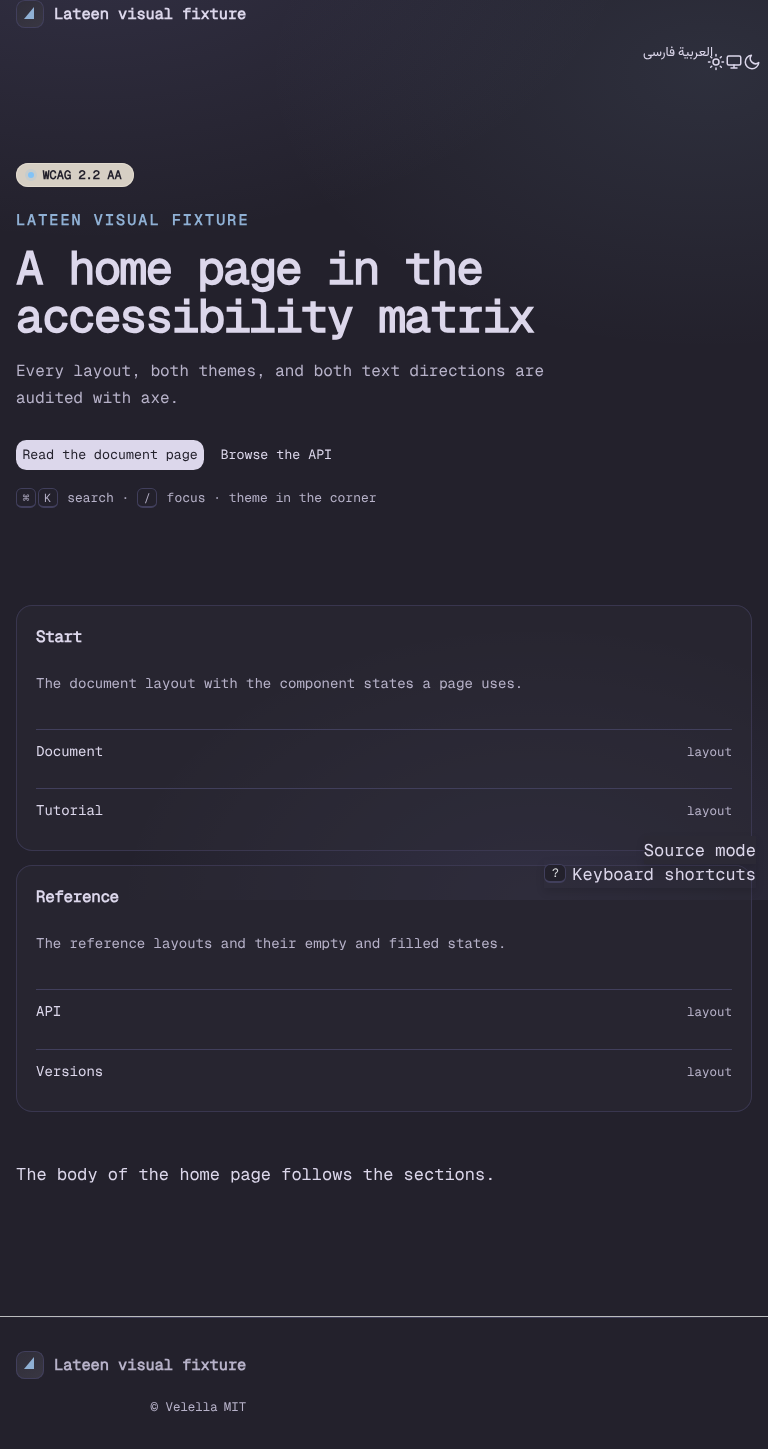 Lateen visual fixture
العربية فارسی
WCAG 2.2 AA
LATEEN VISUAL FIXTURE
A home page in the
accessibility matrix
Every layout, both themes, and both text directions are
audited with axe.
Read the document page Browse the API
⌘ K search · / focus · theme in the corner
Start
The document layout with the component states a page uses.
Document layout
Tutorial layout
Source mode
? Keyboard shortcuts
Reference
The reference layouts and their empty and filled states.
API layout
Versions layout
The body of the home page follows the sections.
Lateen visual fixture
© Velella MIT